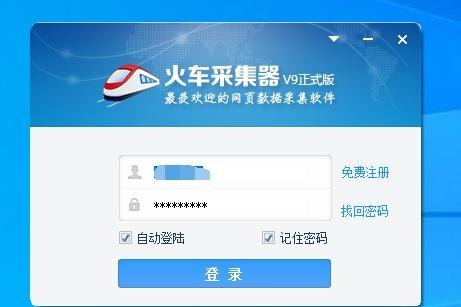 火车采集器 V9正式版
最受欢迎的网页数据采集软件
免费注册
*********
找回密码
自动登陆 记住密码
登 录